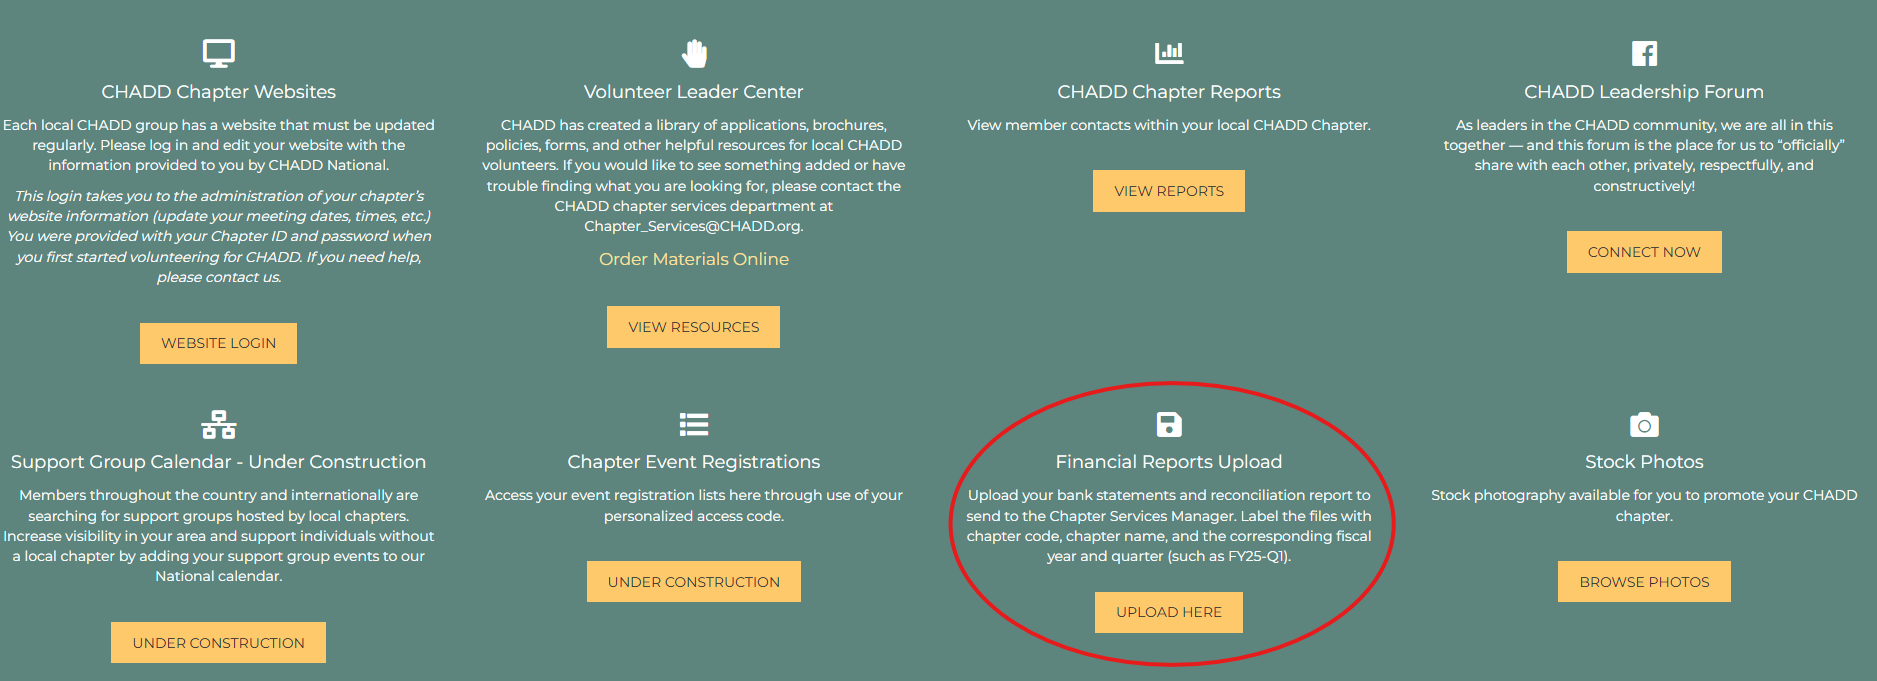 CHADD Chapter Websites
Each local CHADD group has a website that must be updated
regularly. Please log in and edit your website with the
information provided to you by CHADD National.
This login takes you to the administration of your chapter's
website information (update your meeting dates, times, etc.)
You were provided with your Chapter ID and password when
you first started volunteering for CHADD. If you need help,
please contact us.
WEBSITE LOGIN
Volunteer Leader Center
CHADD has created a library of applications, brochures,
policies, forms, and other helpful resources for local CHADD
volunteers. If you would like to see something added or have
trouble finding what you are looking for, please contact the
CHADD chapter services department at
Chapter_Services@CHADD.org.
Order Materials Online
VIEW RESOURCES
CHADD Chapter Reports
View member contacts within your local CHADD Chapter.
VIEW REPORTS
CHADD Leadership Forum
As leaders in the CHADD community, we are all in this
together — and this forum is the place for us to “officially”
share with each other, privately, respectfully, and
constructively!
CONNECT NOW
Support Group Calendar - Under Construction
Members throughout the country and internationally are
searching for support groups hosted by local chapters.
Increase visibility in your area and support individuals without
a local chapter by adding your support group events to our
National calendar.
UNDER CONSTRUCTION
Chapter Event Registrations
Access your event registration lists here through use of your
personalized access code.
UNDER CONSTRUCTION
Financial Reports Upload
Upload your bank statements and reconciliation report to
send to the Chapter Services Manager. Label the files with
chapter code, chapter name, and the corresponding fiscal
year and quarter (such as FY25-Q1).
UPLOAD HERE
Stock Photos
Stock photography available for you to promote your CHADD
chapter.
BROWSE PHOTOS